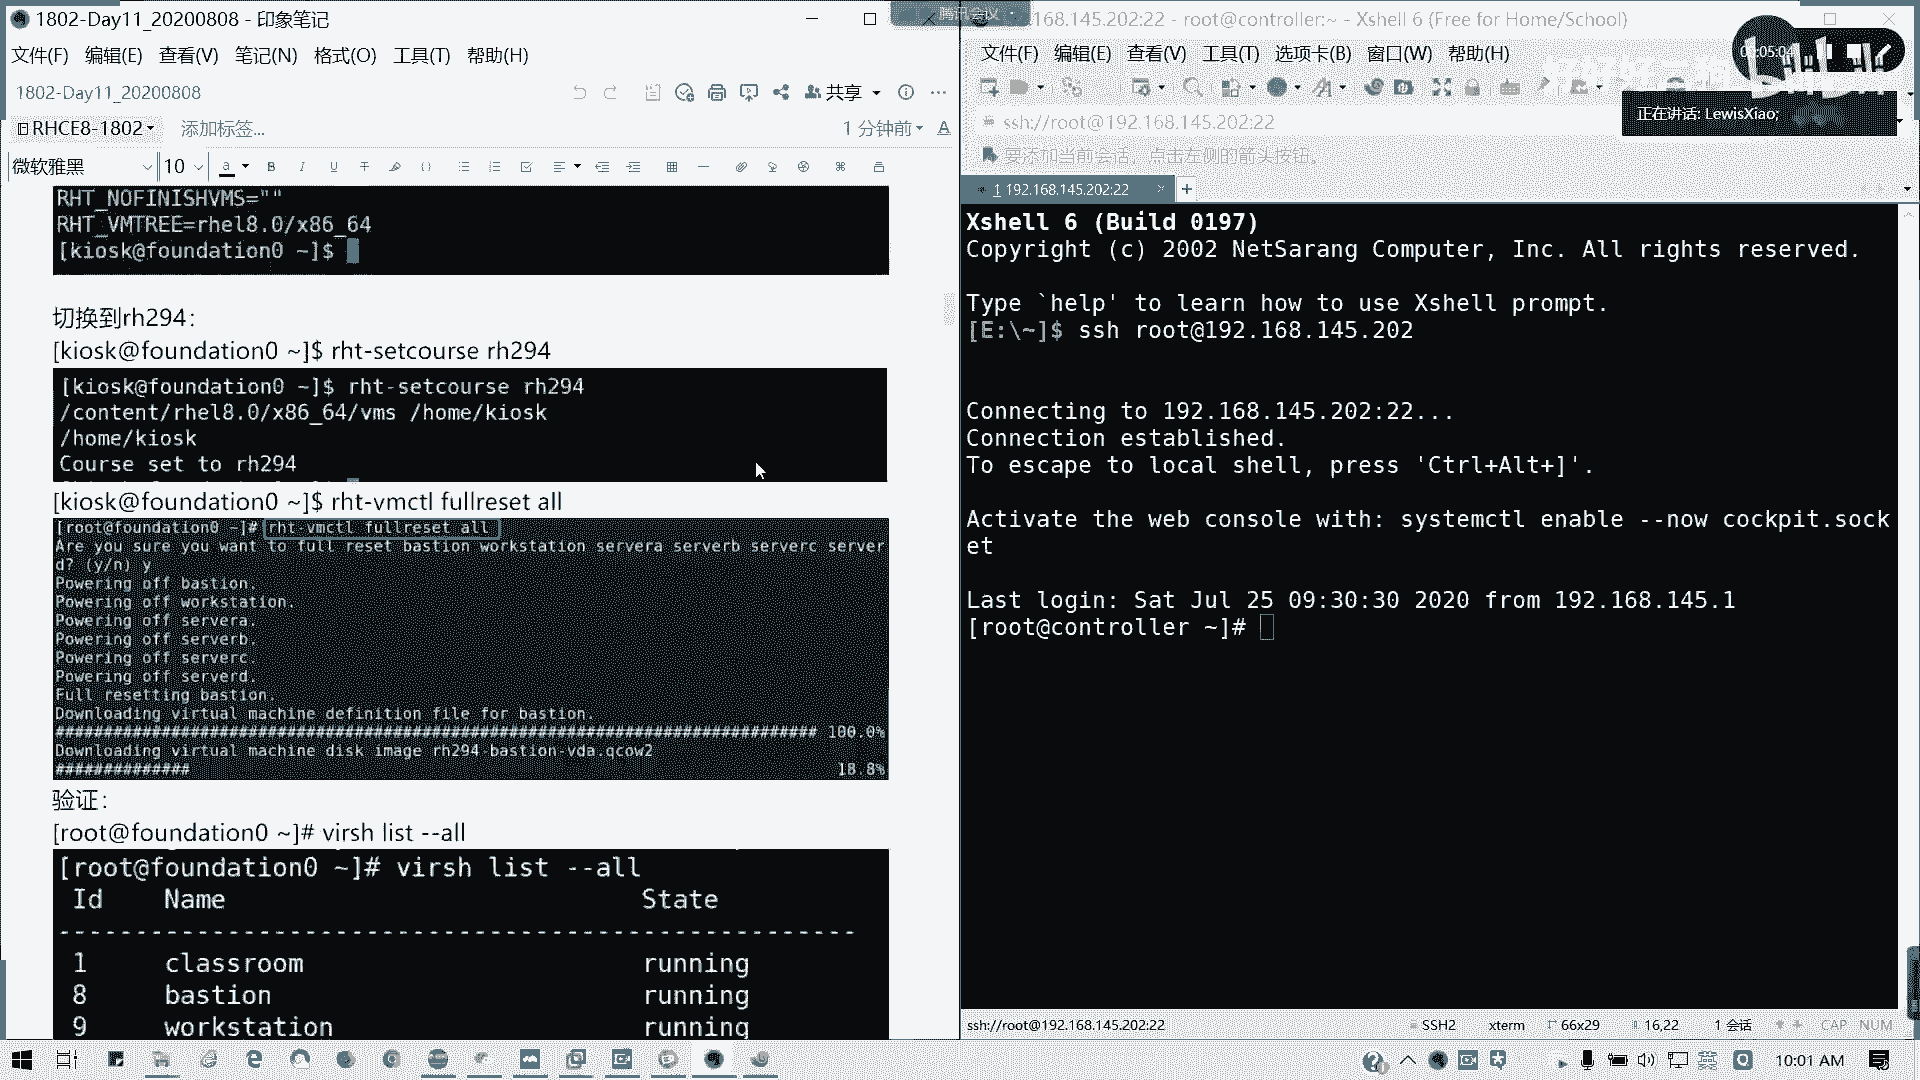 1802-Day11_20200808 - 印象笔记
文件(F) 编辑(E) 查看(V) 笔记(N) 格式(O) 工具(T) 帮助(H)
1802-Day11_20200808
共享
RHCE8-1802
添加标签...
1 分钟前
微软雅黑
10
RHT_NOFINISHVMS=""
RHT_VMTREE=rhel8.0/x86_64
[kiosk@foundation0 ~]$
切换到rh294:
[kiosk@foundation0 ~]$ rht-setcourse rh294
[kiosk@foundation0 ~]$ rht-setcourse rh294
/content/rhel8.0/x86_64/vms /home/kiosk
/home/kiosk
Course set to rh294
[kiosk@foundation0 ~]$ rht-vmctl fullreset all
[root@foundation0 ~]# rht-vmctl fullreset all
Are you sure you want to full reset bastion workstation servera serverb serverc server
d? (y/n) y
Powering off bastion.
Powering off workstation.
Powering off servera.
Powering off serverb.
Powering off serverc.
Powering off serverd.
Full resetting bastion.
Downloading virtual machine definition file for bastion.
100.0%
Downloading virtual machine disk image rh294-bastion-vda.qcow2
############## 18.8%
验证:
[root@foundation0 ~]# virsh list --all
[root@foundation0 ~]# virsh list --all
Id Name State
1 classroom running
8 bastion running
9 workstation running
腾讯会议
168.145.202:22 - root@controller:~ - Xshell 6 (Free for Home/School)
文件(F) 编辑(E) 查看(V) 工具(T) 选项卡(B) 窗口(W) 帮助(H)
05:04
正在讲话: LewisXiao;
ssh://root@192.168.145.202:22
要添加当前会话,点击左侧的箭头按钮。
1 192.168.145.202:22
Xshell 6 (Build 0197)
Copyright (c) 2002 NetSarang Computer, Inc. All rights reserved.
Type `help' to learn how to use Xshell prompt.
[E:\~]$ ssh root@192.168.145.202
Connecting to 192.168.145.202:22...
Connection established.
To escape to local shell, press 'Ctrl+Alt+]'.
Activate the web console with: systemctl enable --now cockpit.sock
et
Last login: Sat Jul 25 09:30:30 2020 from 192.168.145.1
[root@controller ~]#
ssh://root@192.168.145.202:22
SSH2 xterm 66x29 16,22 1 会话 CAP NUM
英
10:01 AM